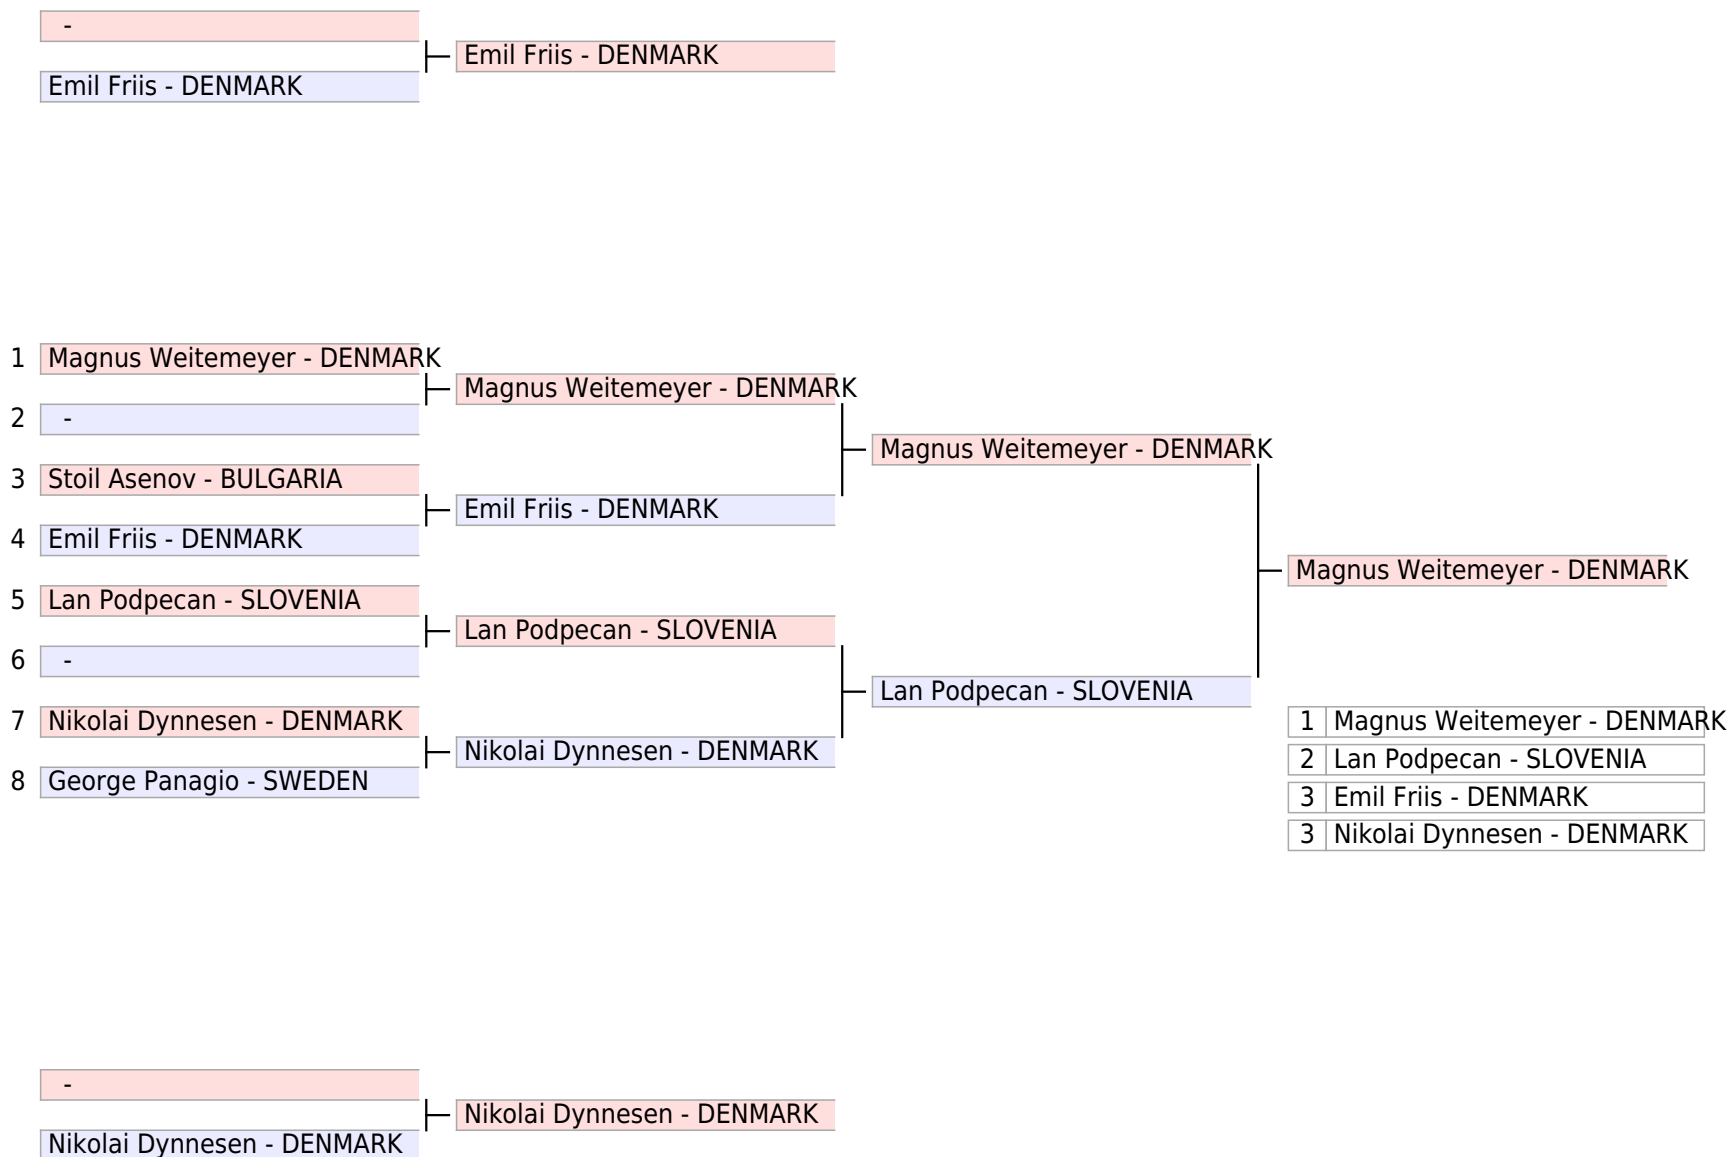 -
Emil Friis - DENMARK
Emil Friis - DENMARK
1 Magnus Weitemeyer - DENMARK
Magnus Weitemeyer - DENMARK
2 -
Magnus Weitemeyer - DENMARK
3 Stoil Asenov - BULGARIA
Emil Friis - DENMARK
4 Emil Friis - DENMARK
Magnus Weitemeyer - DENMARK
5 Lan Podpecan - SLOVENIA
Lan Podpecan - SLOVENIA
6 -
Lan Podpecan - SLOVENIA
7 Nikolai Dynnesen - DENMARK
Nikolai Dynnesen - DENMARK
8 George Panagio - SWEDEN
1 Magnus Weitemeyer - DENMARK
2 Lan Podpecan - SLOVENIA
3 Emil Friis - DENMARK
3 Nikolai Dynnesen - DENMARK
-
Nikolai Dynnesen - DENMARK
Nikolai Dynnesen - DENMARK